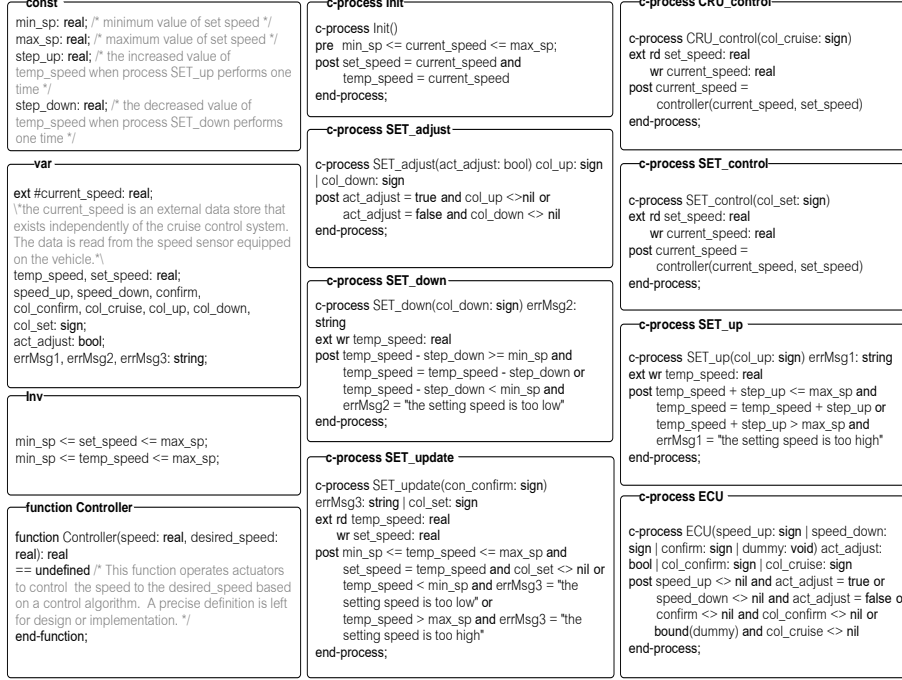 const
min_sp: real; /* minimum value of set speed */
max_sp: real; /* maximum value of set speed */
step_up: real; /* the increased value of
temp_speed when process SET_up performs one
time */
step_down: real; /* the decreased value of
temp_speed when process SET_down performs
one time */
var
ext #current_speed: real;
\*the current_speed is an external data store that
exists independently of the cruise control system.
The data is read from the speed sensor equipped
on the vehicle.*\
temp_speed, set_speed: real;
speed_up, speed_down, confirm,
col_confirm, col_cruise, col_up, col_down,
col_set: sign;
act_adjust: bool;
errMsg1, errMsg2, errMsg3: string;
Inv
min_sp <= set_speed <= max_sp;
min_sp <= temp_speed <= max_sp;
function Controller
function Controller(speed: real, desired_speed:
real): real
== undefined /* This function operates actuators
to control the speed to the desired_speed based
on a control algorithm. A precise definition is left
for design or implementation. */
end-function;
c-process Init
c-process Init()
pre min_sp <= current_speed <= max_sp;
post set_speed = current_speed and
temp_speed = current_speed
end-process;
c-process SET_adjust
c-process SET_adjust(act_adjust: bool) col_up: sign
| col_down: sign
post act_adjust = true and col_up <>nil or
act_adjust = false and col_down <> nil
end-process;
c-process SET_down
c-process SET_down(col_down: sign) errMsg2:
string
ext wr temp_speed: real
post temp_speed - step_down >= min_sp and
temp_speed = temp_speed - step_down or
temp_speed - step_down < min_sp and
errMsg2 = "the setting speed is too low"
end-process;
c-process SET_update
c-process SET_update(con_confirm: sign)
errMsg3: string | col_set: sign
ext rd temp_speed: real
wr set_speed: real
post min_sp <= temp_speed <= max_sp and
set_speed = temp_speed and col_set <> nil or
temp_speed < min_sp and errMsg3 = "the
setting speed is too low" or
temp_speed > max_sp and errMsg3 = "the
setting speed is too high"
end-process;
c-process CRU_control
c-process CRU_control(col_cruise: sign)
ext rd set_speed: real
wr current_speed: real
post current_speed =
controller(current_speed, set_speed)
end-process;
c-process SET_control
c-process SET_control(col_set: sign)
ext rd set_speed: real
wr current_speed: real
post current_speed =
controller(current_speed, set_speed)
end-process;
c-process SET_up
c-process SET_up(col_up: sign) errMsg1: string
ext wr temp_speed: real
post temp_speed + step_up <= max_sp and
temp_speed = temp_speed + step_up or
temp_speed + step_up > max_sp and
errMsg1 = "the setting speed is too high"
end-process;
c-process ECU
c-process ECU(speed_up: sign | speed_down:
sign | confirm: sign | dummy: void) act_adjust:
bool | col_confirm: sign | col_cruise: sign
post speed_up <> nil and act_adjust = true or
speed_down <> nil and act_adjust = false o
confirm <> nil and col_confirm <> nil or
bound(dummy) and col_cruise <> nil
end-process;